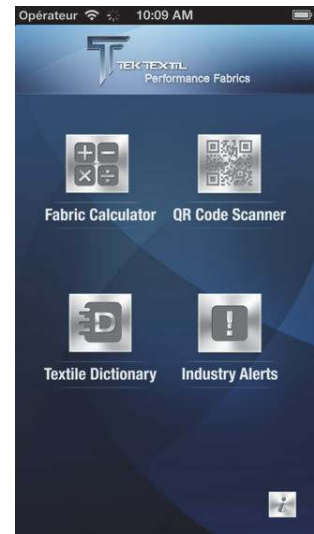 Opérateur 10:09 AM
TEK TEXTIL
Performance Fabrics
Fabric Calculator QR Code Scanner
D !
Textile Dictionary Industry Alerts
i